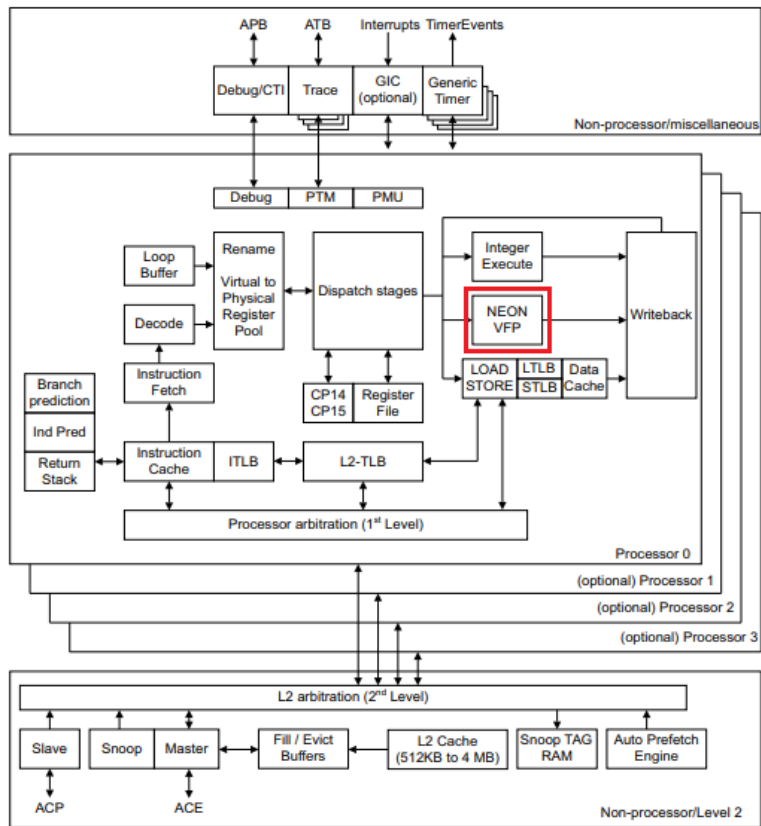 APB
ATB
Interrupts
TimerEvents
Debug/CTI
Trace
GIC
(optional)
Generic
Timer
Non-processor/miscellaneous
Debug
PTM
PMU
Loop
Buffer
Rename
Virtual to
Physical
Register
Pool
Dispatch stages
Integer
Execute
Writeback
Decode
NEON
VFP
Instruction
Fetch
LOAD
STORE
LTLB
STLB
Data
Cache
Branch
prediction
Ind Pred
Return
Stack
CP14
CP15
Register
File
Instruction
Cache
ITLB
L2-TLB
Processor arbitration (1st Level)
Processor 0
(optional) Processor 1
(optional) Processor 2
(optional) Processor 3
L2 arbitration (2nd Level)
Slave
Snoop
Master
Fill / Evict
Buffers
L2 Cache
(512KB to 4 MB)
Snoop TAG
RAM
Auto Prefetch
Engine
ACP
ACE
Non-processor/Level 2